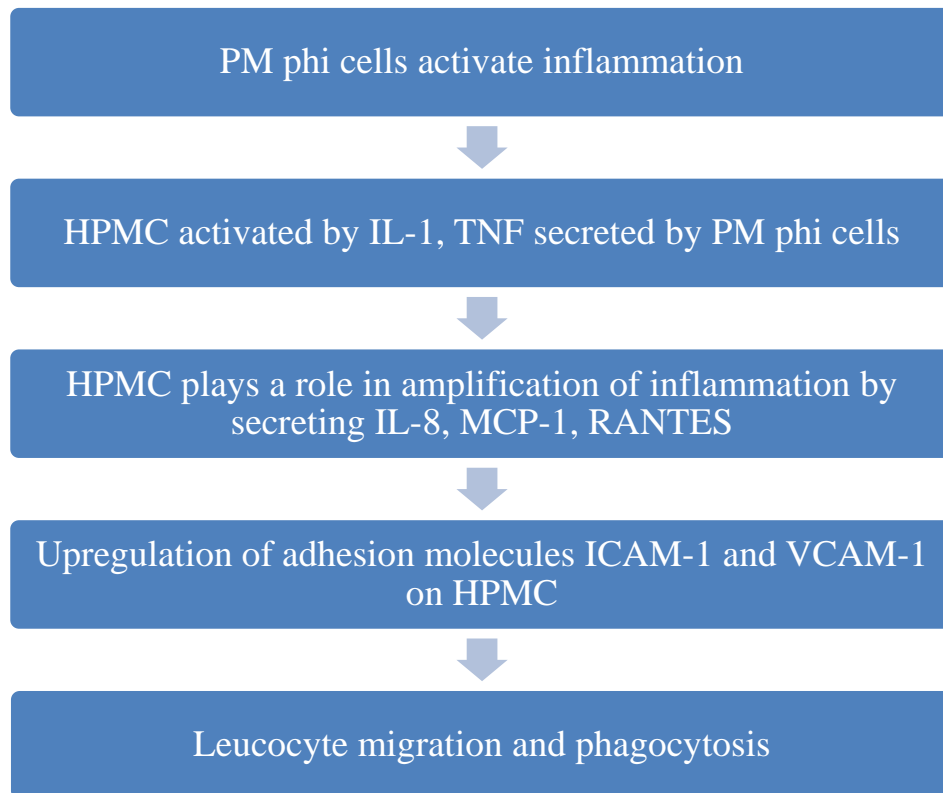 PM phi cells activate inflammation
HPMC activated by IL-1, TNF secreted by PM phi cells
HPMC plays a role in amplification of inflammation by
secreting IL-8, MCP-1, RANTES
Upregulation of adhesion molecules ICAM-1 and VCAM-1
on HPMC
Leucocyte migration and phagocytosis